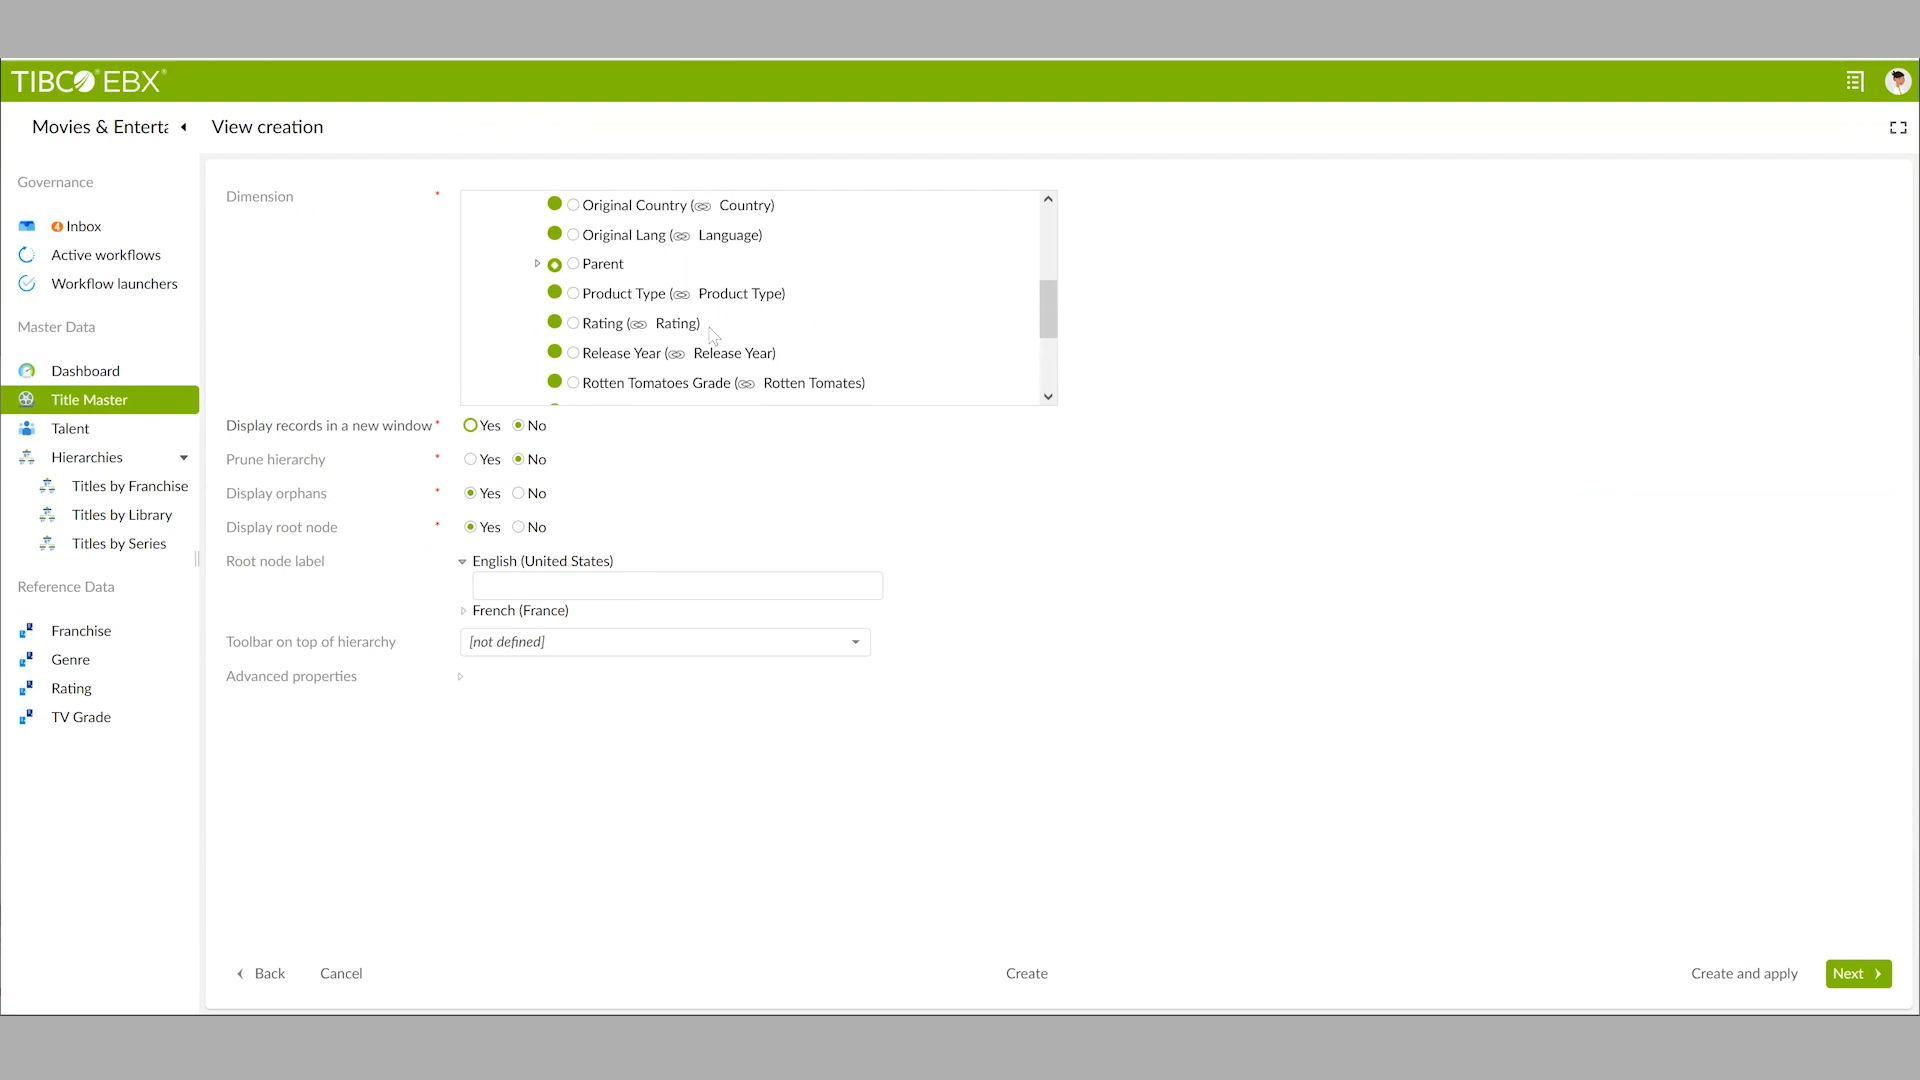 TIBCO® EBX®
Movies & Enterta
View creation
Governance
4 Inbox
Active workflows
Workflow launchers
Master Data
Dashboard
Title Master
Talent
Hierarchies
Titles by Franchise
Titles by Library
Titles by Series
Reference Data
Franchise
Genre
Rating
TV Grade
Dimension *
Original Country ( Country)
Original Lang ( Language)
Parent
Product Type ( Product Type)
Rating ( Rating)
Release Year ( Release Year)
Rotten Tomatoes Grade ( Rotten Tomates)
Display records in a new window * Yes No
Prune hierarchy * Yes No
Display orphans * Yes No
Display root node * Yes No
Root node label English (United States)
French (France)
Toolbar on top of hierarchy [not defined]
Advanced properties
Back Cancel Create Create and apply Next